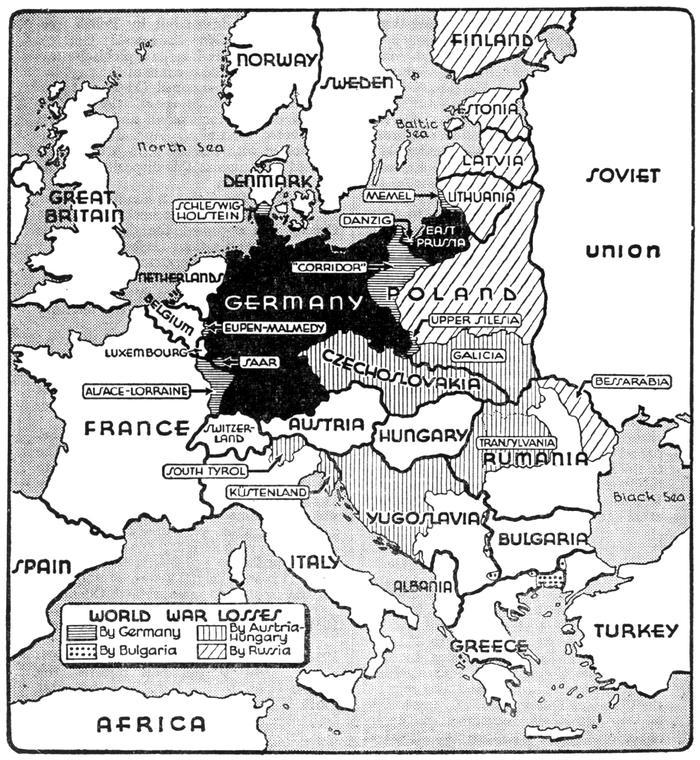 FINLAND
NORWAY
SWEDEN
ESTONIA
Baltic
Sea
North Sea
LATVIA
SOVIET
UNION
DENMARK
MEMEL
LITHUANIA
GREAT
BRITAIN
SCHLESWIG
HOLSTEIN
DANZIG
EAST
PRUSSIA
"CORRIDOR"
NETHERLANDS
POLAND
GERMANY
BELGIUM
EUPEN-MALMEDY
UPPER SILESIA
LUXEMBOURG
SAAR
CZECHOSLOVAKIA
GALICIA
ALSACE-LORRAINE
BESSARABIA
FRANCE
SWITZER-
LAND
AUSTRIA
HUNGARY
TRANSYLVANIA
RUMANIA
SOUTH TYROL
KÜSTENLAND
Black Sea
YUGOSLAVIA
BULGARIA
SPAIN
ITALY
ALBANIA
WORLD WAR LOSSES
By Germany
By Austria-
Hungary
By Bulgaria
By Russia
TURKEY
GREECE
AFRICA